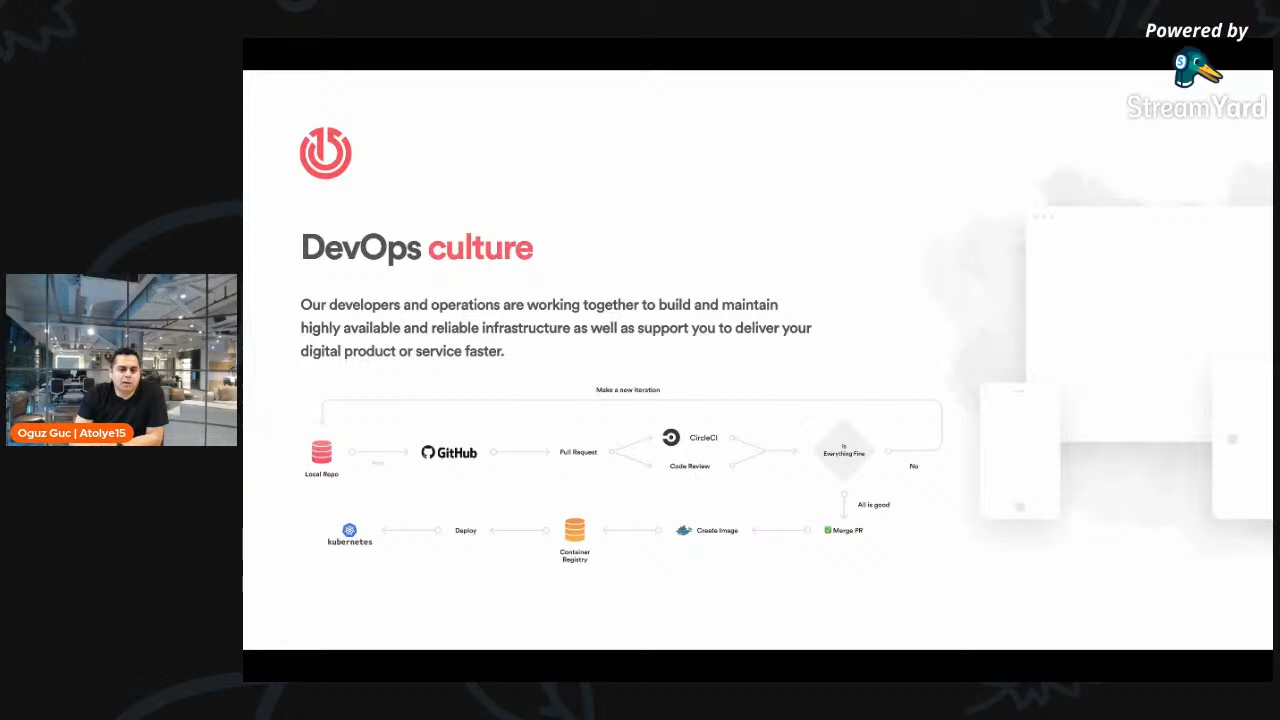 Powered by
StreamYard
DevOps culture
Our developers and operations are working together to build and maintain
highly available and reliable infrastructure as well as support you to deliver your
digital product or service faster.
Make a new iteration
Local Repo
GitHub
Pull Request
CircleCI
Code Review
Is
Everything Fine
No
All is good
kubernetes
Deploy
Container
Registry
Create Image
Merge PR
Oguz Guc | Atolye15